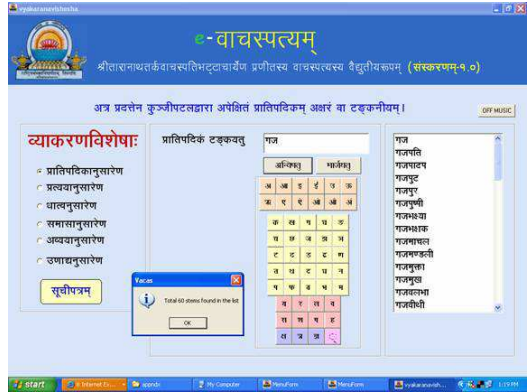 vyakaranavishesha
e-वाचस्पत्यम्
श्रीतारानाथतर्कवाचस्पतिभट्टाचार्येण प्रणीतस्य वाचस्पत्यस्य वैद्युतीयरूपम् (संस्करणम्-१.०)
अत्र प्रदत्तेन कुञ्जीपटलद्वारा अपेक्षितं प्रातिपदिकम् अक्षरं वा टङ्कनीयम्।
OFF MUSIC
व्याकरणविशेषाः
प्रातिपदिकानुसारेण
प्रत्ययानुसारेण
धात्वनुसारेण
समासानुसारेण
अव्ययानुसारेण
उणाद्यनुसारेण
सूचीपत्रम्
प्रातिपदिकं टङ्कयतु गज
अन्विषतु मार्जयतु
अ आ इ ई उ ऊ
ऋ ए ऐ ओ औ अं
क ख ग घ ङ
च छ ज झ ञ
ट ठ ड ढ ण
त थ द ध न
प फ ब भ म
य र ल व
श स ष ह
क्ष त्र ज्ञ
Vacas
Total 60 stems found in the list
OK
गज
गजपति
गजपादप
गजपुट
गजपुर
गजपुष्पी
गजभक्ष्या
गजभक्षक
गजमाचल
गजमण्डली
गजमुक्ता
गजमुख
गजवल्लभा
गजवीथी
start
appndx
My Computer
MenuForm
MenuForm
vyakaranavish...
1:19 PM